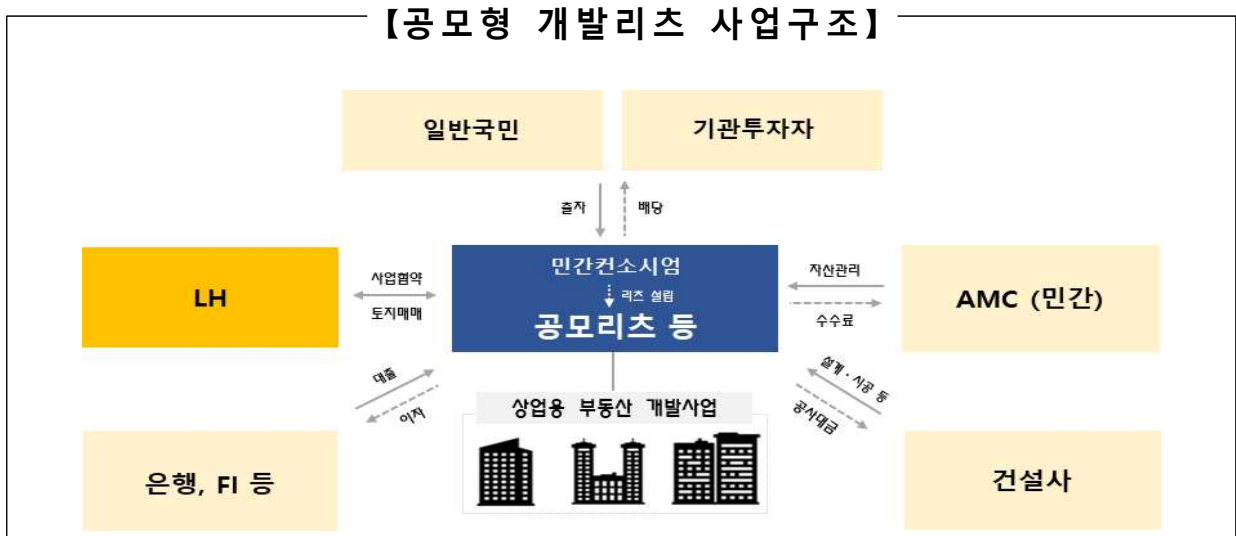 【공모형 개발리츠 사업구조】
일반국민
기관투자자
출자
배당
LH
사업협약
토지매매
민간컨소시엄
리츠 설립
공모리츠 등
자산관리
수수료
AMC (민간)
대출
이자
상업용 부동산 개발사업
설계·시공 등
공사대금
은행, FI 등
건설사